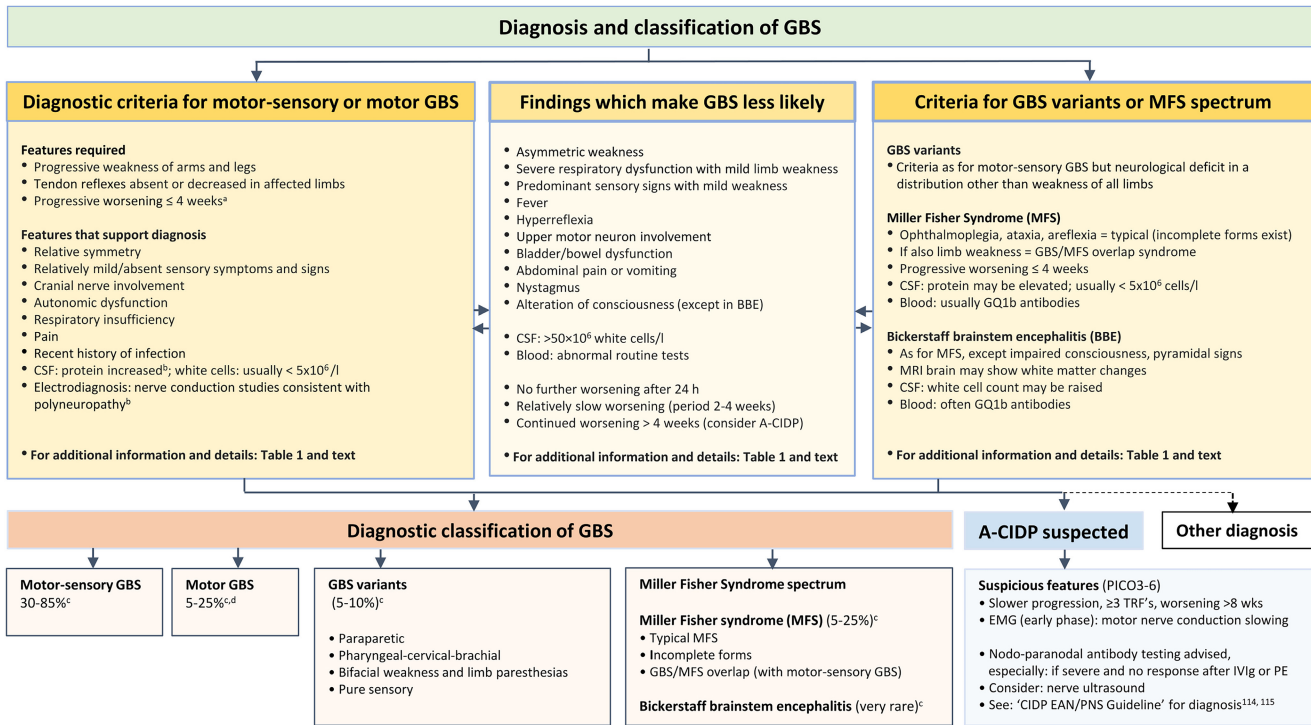 Diagnosis and classification of GBS
Diagnostic criteria for motor-sensory or motor GBS
Features required
• Progressive weakness of arms and legs
• Tendon reflexes absent or decreased in affected limbs
• Progressive worsening ≤ 4 weeksᵃ
Features that support diagnosis
• Relative symmetry
• Relatively mild/absent sensory symptoms and signs
• Cranial nerve involvement
• Autonomic dysfunction
• Respiratory insufficiency
• Pain
• Recent history of infection
• CSF: protein increasedᵇ; white cells: usually < 5x10⁶/l
• Electrodiagnosis: nerve conduction studies consistent with
polyneuropathyᵇ
• For additional information and details: Table 1 and text
Findings which make GBS less likely
• Asymmetric weakness
• Severe respiratory dysfunction with mild limb weakness
• Predominant sensory signs with mild weakness
• Fever
• Hyperreflexia
• Upper motor neuron involvement
• Bladder/bowel dysfunction
• Abdominal pain or vomiting
• Nystagmus
• Alteration of consciousness (except in BBE)
• CSF: >50×10⁶ white cells/l
• Blood: abnormal routine tests
• No further worsening after 24 h
• Relatively slow worsening (period 2-4 weeks)
• Continued worsening > 4 weeks (consider A-CIDP)
• For additional information and details: Table 1 and text
Criteria for GBS variants or MFS spectrum
GBS variants
• Criteria as for motor-sensory GBS but neurological deficit in a
distribution other than weakness of all limbs
Miller Fisher Syndrome (MFS)
• Ophthalmoplegia, ataxia, areflexia = typical (incomplete forms exist)
• If also limb weakness = GBS/MFS overlap syndrome
• Progressive worsening ≤ 4 weeks
• CSF: protein may be elevated; usually < 5x10⁶ cells/l
• Blood: usually GQ1b antibodies
Bickerstaff brainstem encephalitis (BBE)
• As for MFS, except impaired consciousness, pyramidal signs
• MRI brain may show white matter changes
• CSF: white cell count may be raised
• Blood: often GQ1b antibodies
• For additional information and details: Table 1 and text
Diagnostic classification of GBS
A-CIDP suspected
Other diagnosis
Motor-sensory GBS
30-85%ᶜ
Motor GBS
5-25%ᶜ,ᵈ
GBS variants
(5-10%)ᶜ
• Paraparetic
• Pharyngeal-cervical-brachial
• Bifacial weakness and limb paresthesias
• Pure sensory
Miller Fisher Syndrome spectrum
Miller Fisher syndrome (MFS) (5-25%)ᶜ
• Typical MFS
• Incomplete forms
• GBS/MFS overlap (with motor-sensory GBS)
Bickerstaff brainstem encephalitis (very rare)ᶜ
Suspicious features (PICO3-6)
• Slower progression, ≥3 TRF's, worsening >8 wks
• EMG (early phase): motor nerve conduction slowing
• Nodo-paranodal antibody testing advised,
especially: if severe and no response after IVIg or PE
• Consider: nerve ultrasound
• See: 'CIDP EAN/PNS Guideline' for diagnosis¹¹⁴, ¹¹⁵